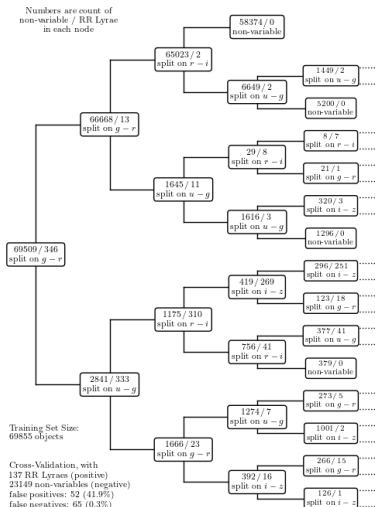 Numbers are count of
non-variable / RR Lyrae
in each node
58374 / 0
non-variable
65023 / 2
split on r − i
1449 / 2
split on u − g
6649 / 2
split on u − g
5200 / 0
non-variable
66668 / 13
split on g − r
8 / 7
split on r − i
29 / 8
split on r − i
21 / 1
split on g − r
1645 / 11
split on u − g
320 / 3
split on i − z
1616 / 3
split on u − g
1296 / 0
non-variable
69509 / 346
split on g − r
296 / 251
split on i − z
419 / 269
split on i − z
123 / 18
split on g − r
1175 / 310
split on r − i
377 / 41
split on u − g
756 / 41
split on r − i
379 / 0
non-variable
2841 / 333
split on u − g
273 / 5
split on g − r
1274 / 7
split on u − g
1001 / 2
split on i − z
1666 / 23
split on g − r
266 / 15
split on g − r
392 / 16
split on i − z
126 / 1
split on i − z
Training Set Size:
69855 objects
Cross-Validation, with
137 RR Lyraes (positive)
23149 non-variables (negative)
false positives: 52 (41.9%)
false negatives: 65 (0.3%)